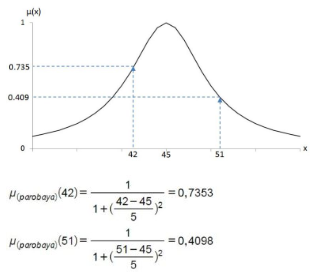 μ(x)
1
0.735
0.409
0
42
45
51
x
μ(parobaya)(42) = 1 / (1 + ((42 − 45) / 5)²) = 0,7353
μ(parobaya)(51) = 1 / (1 + ((51 − 45) / 5)²) = 0,4098